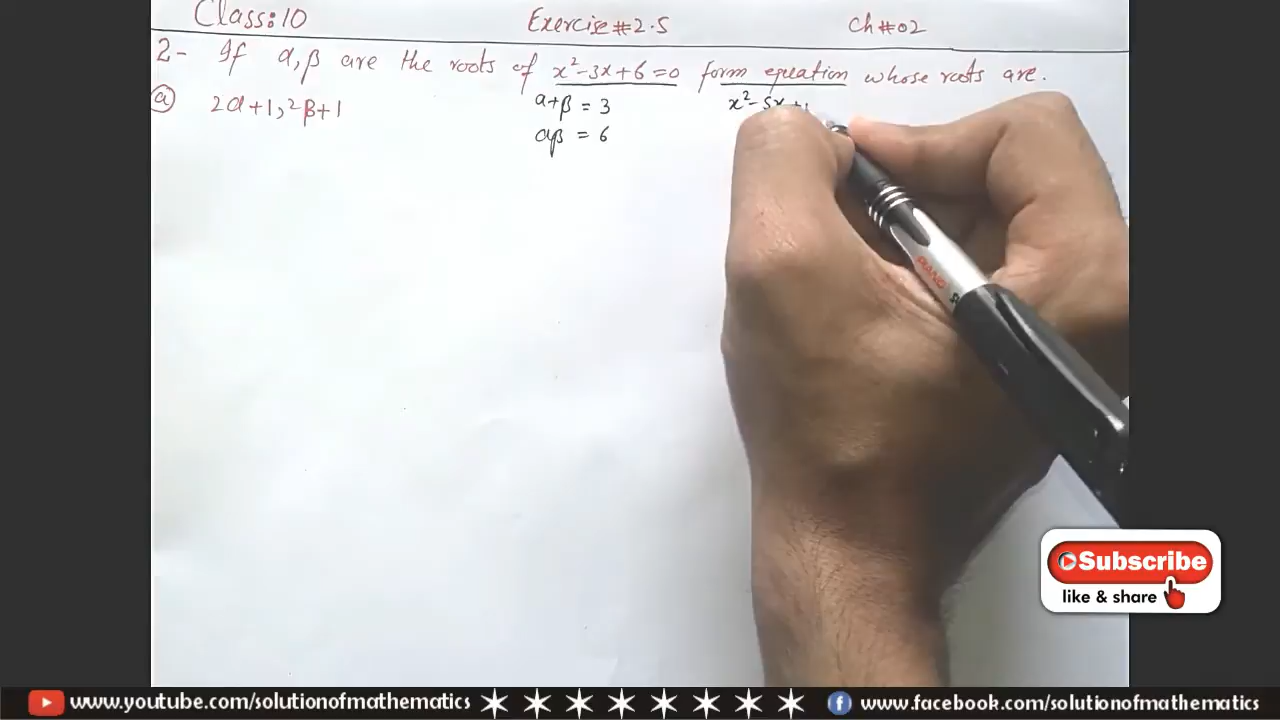 Class:10 Exercise#2.5 Ch#02
2- If α,β are the roots of x²-3x+6=0 form equation whose roots are.
(a) 2α+1, 2β+1
α+β = 3
αβ = 6
x²-Sx+
Subscribe
like & share
www.youtube.com/solutionofmathematics
www.facebook.com/solutionofmathematics